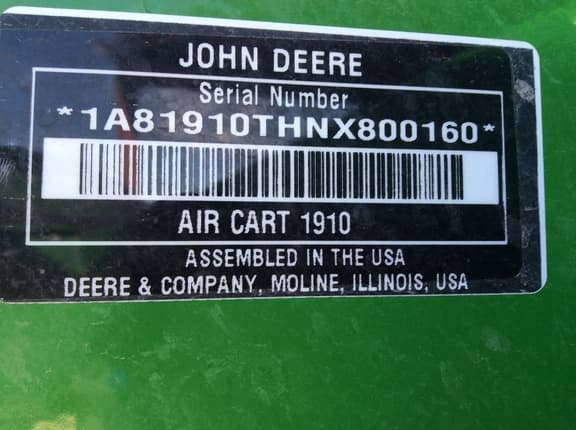 JOHN DEERE
Serial Number
*1A81910THNX800160*
AIR CART 1910
ASSEMBLED IN THE USA
DEERE & COMPANY, MOLINE, ILLINOIS, USA